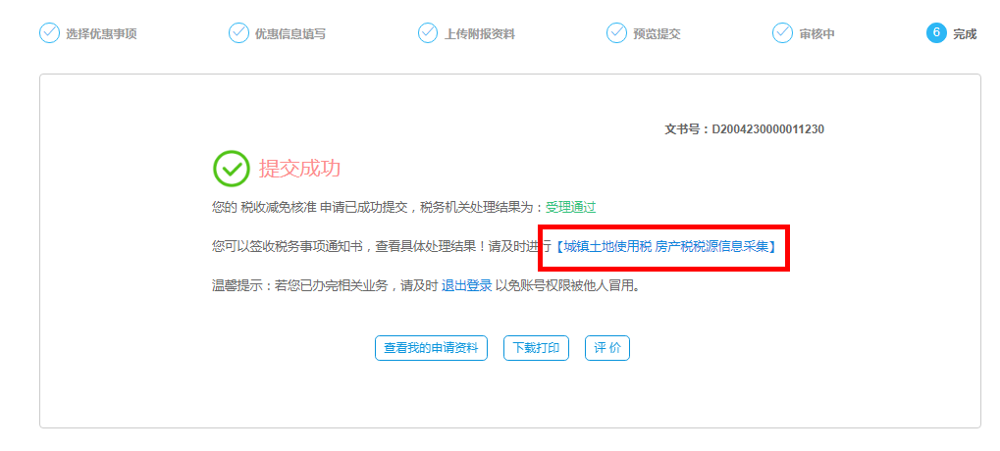 选择优惠事项 优惠信息填写 上传附报资料 预览提交 审核中 6 完成
文书号：D2004230000011230
提交成功
您的 税收减免核准 申请已成功提交，税务机关处理结果为：受理通过
您可以签收税务事项通知书，查看具体处理结果！请及时进行【城镇土地使用税 房产税税源信息采集】
温馨提示：若您已办完相关业务，请及时 退出登录 以免账号权限被他人冒用。
查看我的申请资料 下载打印 评 价